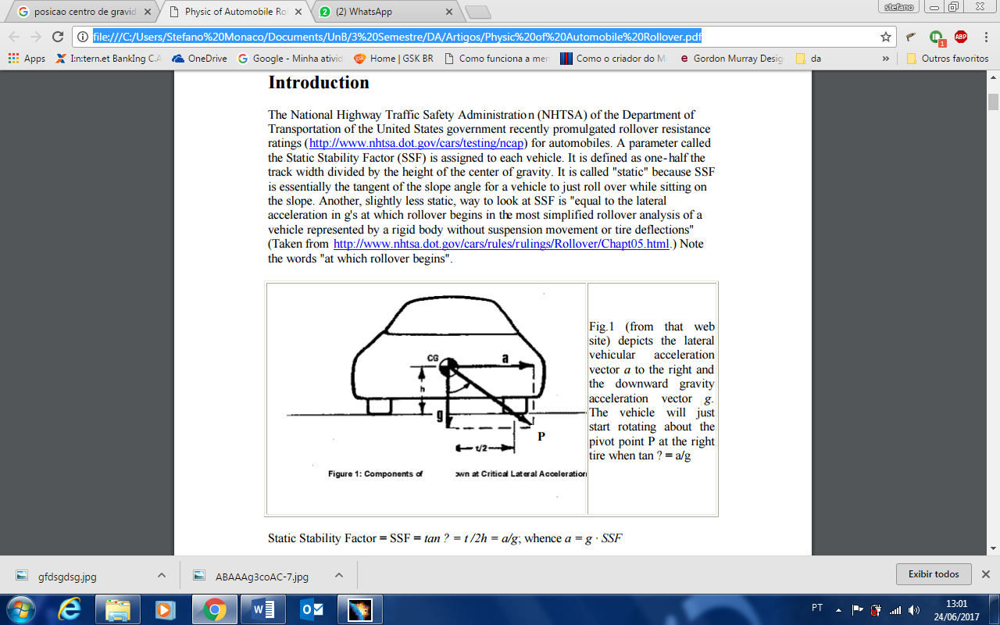 posicao centro de gravid
Physic of Automobile Ro
(2) WhatsApp
stefano
file:///C:/Users/Stefano%20Monaco/Documents/UnB/3%20Semestre/DA/Artigos/Physic%20of%20Automobile%20Rollover.pdf
1
ABP
Apps
In:tern.et BankIng C.A
OneDrive
Google - Minha ativid
gsk
Home | GSK BR
Como funciona a men
Como o criador do M
e
Gordon Murray Desig
da
»
Outros favoritos
Introduction
The National Highway Traffic Safety Administration (NHTSA) of the Department of
Transportation of the United States government recently promulgated rollover resistance
ratings (http://www.nhtsa.dot.gov/cars/testing/ncap) for automobiles. A parameter called
the Static Stability Factor (SSF) is assigned to each vehicle. It is defined as one-half the
track width divided by the height of the center of gravity. It is called "static" because SSF
is essentially the tangent of the slope angle for a vehicle to just roll over while sitting on
the slope. Another, slightly less static, way to look at SSF is "equal to the lateral
acceleration in g's at which rollover begins in the most simplified rollover analysis of a
vehicle represented by a rigid body without suspension movement or tire deflections"
(Taken from http://www.nhtsa.dot.gov/cars/rules/rulings/Rollover/Chapt05.html.) Note
the words "at which rollover begins".
CG
a
h
g
P
t/2
Figure 1: Components of own at Critical Lateral Acceleration
Fig.1 (from that web
site) depicts the lateral
vehicular acceleration
vector a to the right and
the downward gravity
acceleration vector g.
The vehicle will just
start rotating about the
pivot point P at the right
tire when tan ? = a/g
Static Stability Factor = SSF = tan ? = t /2h = a/g; whence a = g · SSF
gfdsgdsg.jpg
ABAAAg3coAC-7.jpg
Exibir todos
PT
13:01
24/06/2017